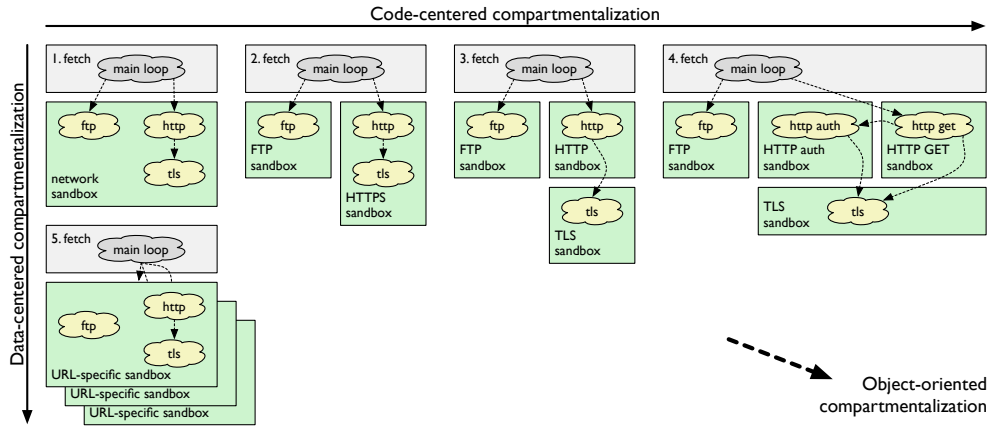 Code-centered compartmentalization
Data-centered compartmentalization
1. fetch
main loop
ftp
http
tls
network
sandbox
2. fetch
main loop
ftp
FTP
sandbox
http
tls
HTTPS
sandbox
3. fetch
main loop
ftp
FTP
sandbox
http
HTTP
sandbox
tls
TLS
sandbox
4. fetch
main loop
ftp
FTP
sandbox
http auth
HTTP auth
sandbox
http get
HTTP GET
sandbox
TLS
sandbox
tls
5. fetch
main loop
http
ftp
tls
URL-specific sandbox
URL-specific sandbox
URL-specific sandbox
Object-oriented
compartmentalization